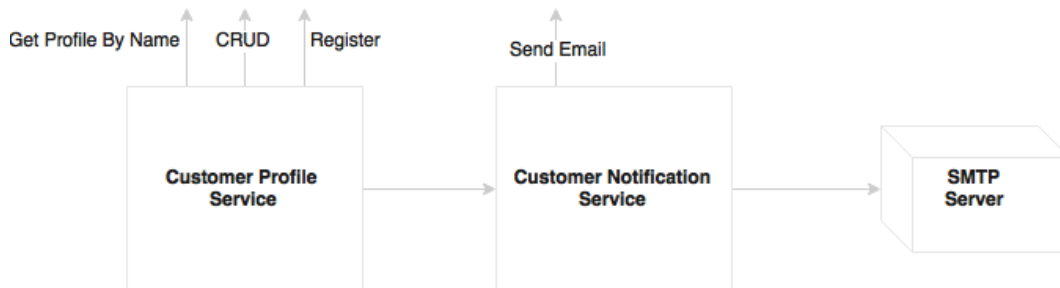 Get Profile By Name
CRUD
Register
Send Email
Customer Profile
Service
Customer Notification
Service
SMTP
Server